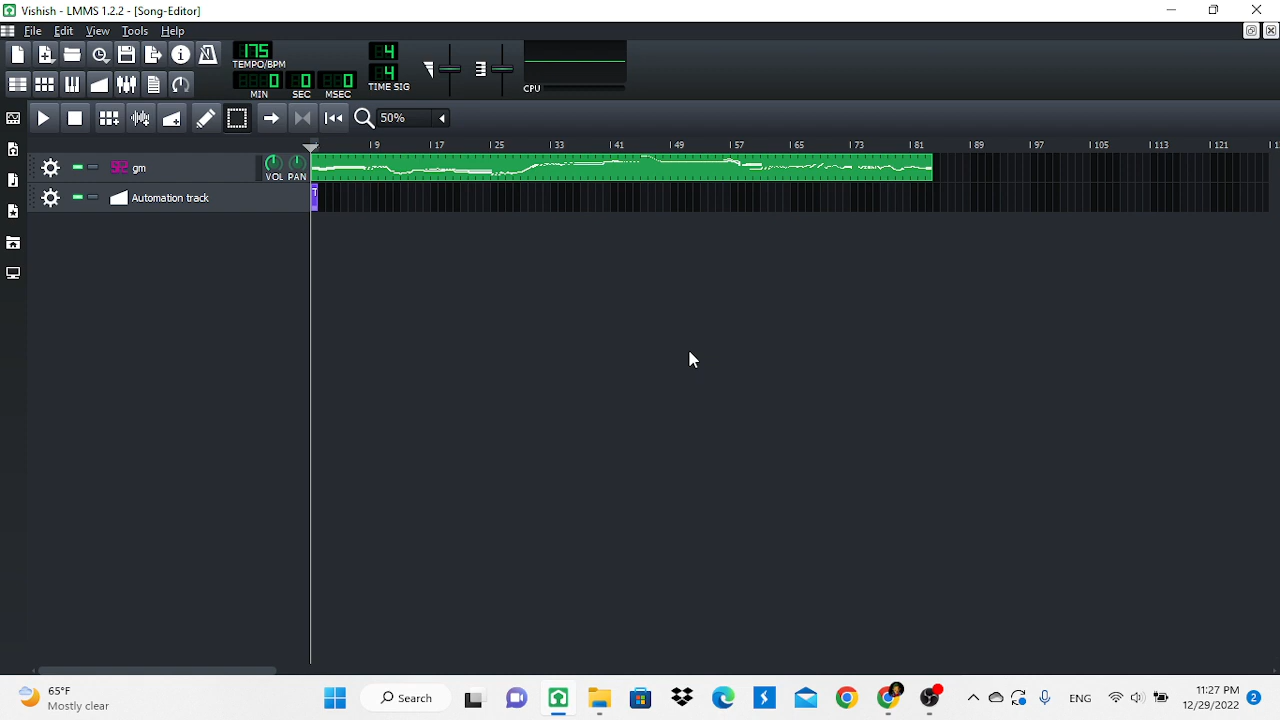 Vishish - LMMS 1.2.2 - [Song-Editor]
File Edit View Tools Help
175 TEMPO/BPM
4 4 TIME SIG
0 0 0
MIN SEC MSEC
CPU
50%
9 17 25 33 41 49 57 65 73 81 89 97 105 113 121
gm VOL PAN
Automation track
T
65°F
Mostly clear
Search
ENG
11:27 PM
12/29/2022
2